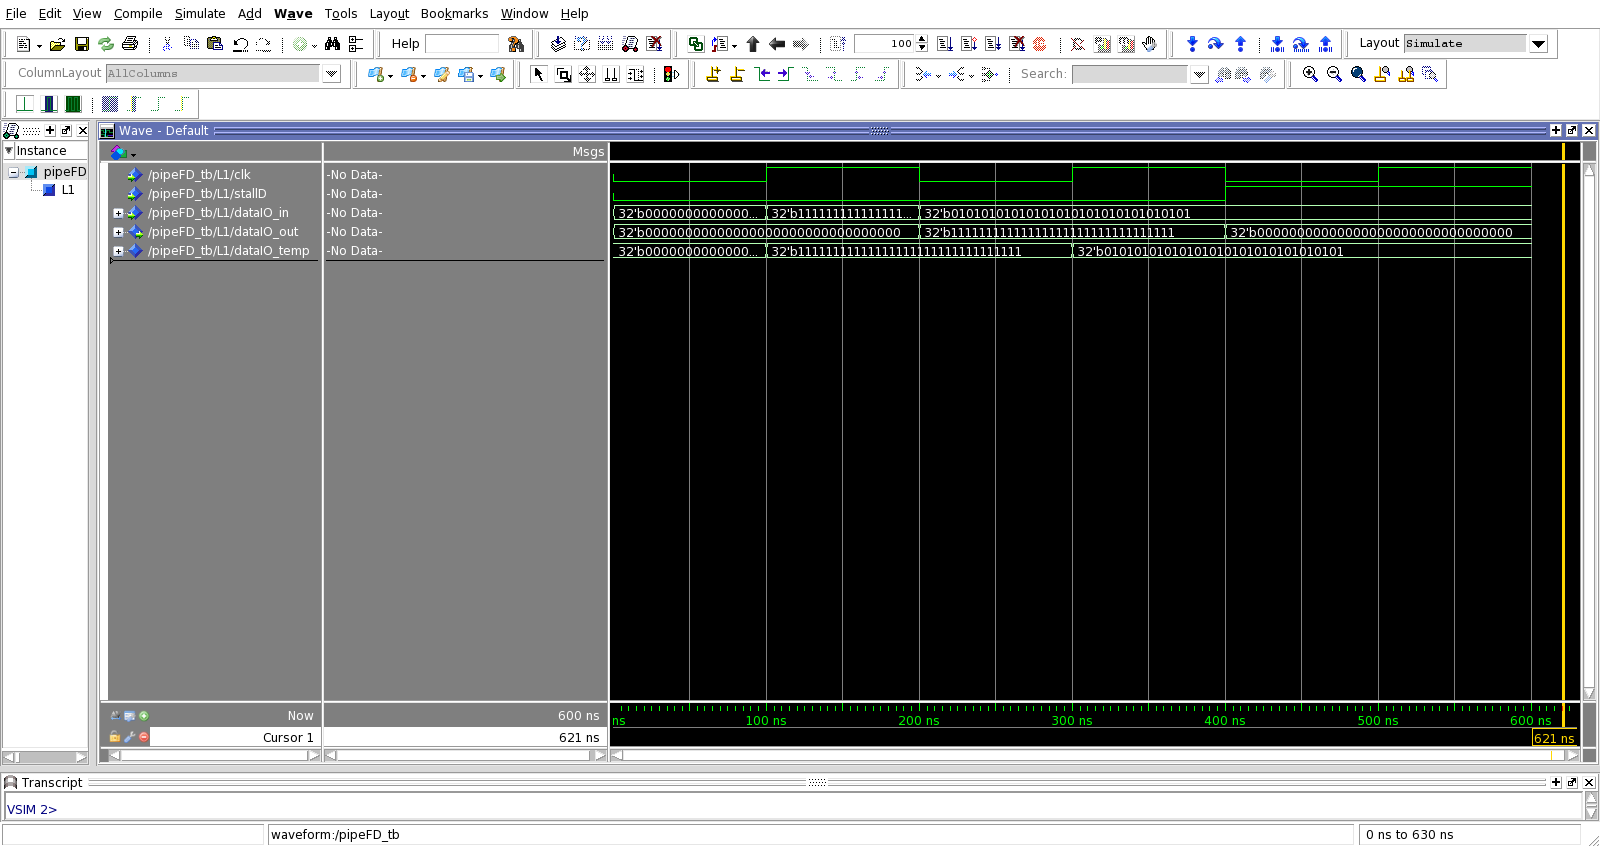 File Edit View Compile Simulate Add Wave Tools Layout Bookmarks Window Help
Help 100 Layout Simulate
ColumnLayout AllColumns Search:
Wave - Default
Instance
Msgs
pipeFD
L1
/pipeFD_tb/L1/clk -No Data-
/pipeFD_tb/L1/stallD -No Data-
/pipeFD_tb/L1/dataIO_in -No Data- 32'b00000000000000... 32'b1111111111111111... 32'b01010101010101010101010101010101
/pipeFD_tb/L1/dataIO_out -No Data- 32'b00000000000000000000000000000000 32'b11111111111111111111111111111111 32'b00000000000000000000000000000000
/pipeFD_tb/L1/dataIO_temp -No Data- 32'b00000000000000... 32'b11111111111111111111111111111111 32'b01010101010101010101010101010101
Now 600 ns ns 100 ns 200 ns 300 ns 400 ns 500 ns 600 ns
Cursor 1 621 ns 621 ns
Transcript
VSIM 2>
waveform:/pipeFD_tb 0 ns to 630 ns